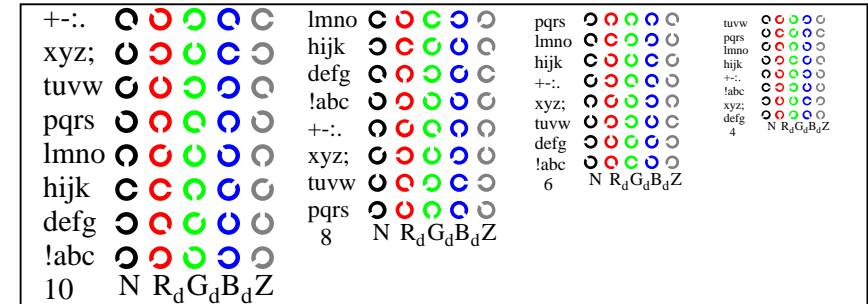 +-:.
xyz;
tuvw
pqrs
lmno
hijk
defg
!abc
10 N RdGdBdZ
lmno
hijk
defg
!abc
+-:.
xyz;
tuvw
pqrs
8 N RdGdBdZ
pqrs
lmno
hijk
+-:.
xyz;
tuvw
defg
!abc
6 N RdGdBdZ
tuvw
pqrs
lmno
hijk
+-:.
!abc
xyz;
defg
4 N RdGdBdZ